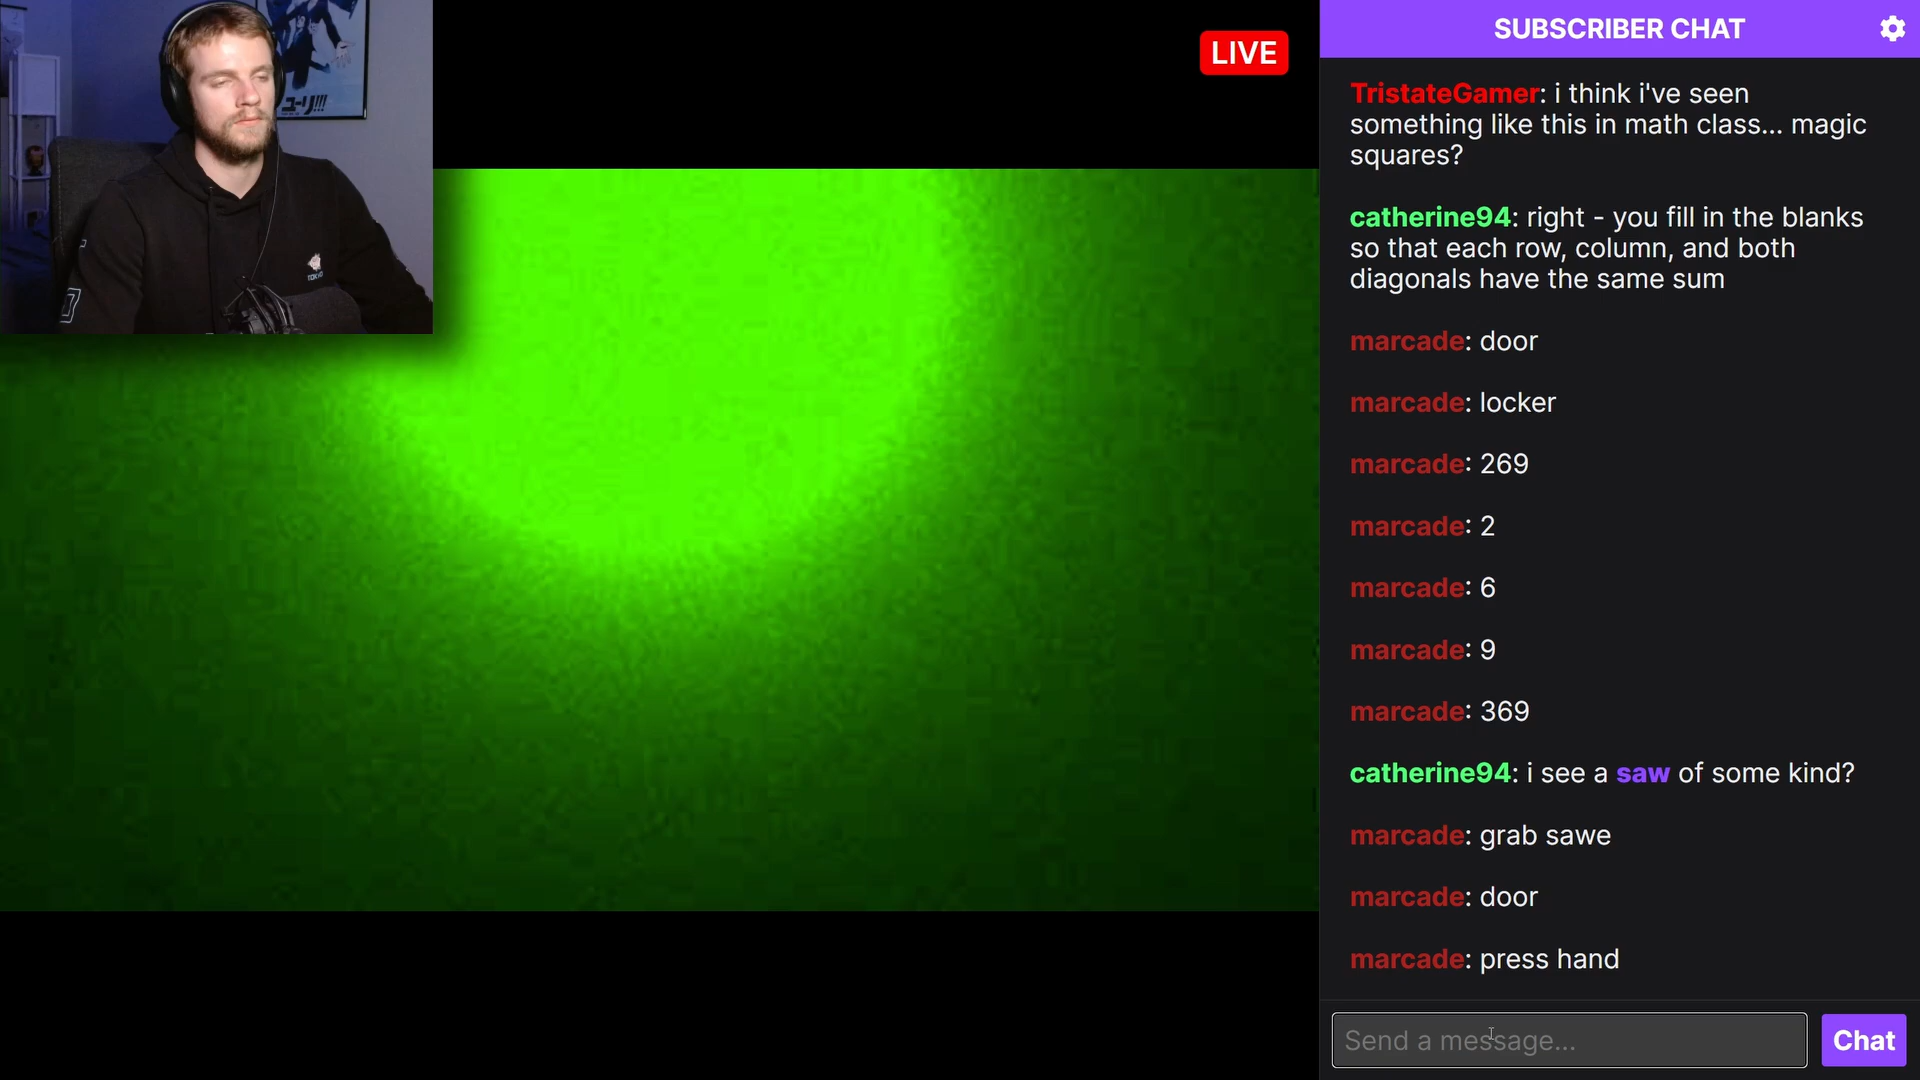 ユーリ!!!
LIVE
SUBSCRIBER CHAT
TristateGamer: i think i've seen
something like this in math class... magic
squares?
catherine94: right - you fill in the blanks
so that each row, column, and both
diagonals have the same sum
marcade: door
marcade: locker
marcade: 269
marcade: 2
marcade: 6
marcade: 9
marcade: 369
catherine94: i see a saw of some kind?
marcade: grab sawe
marcade: door
marcade: press hand
Send a message...
Chat